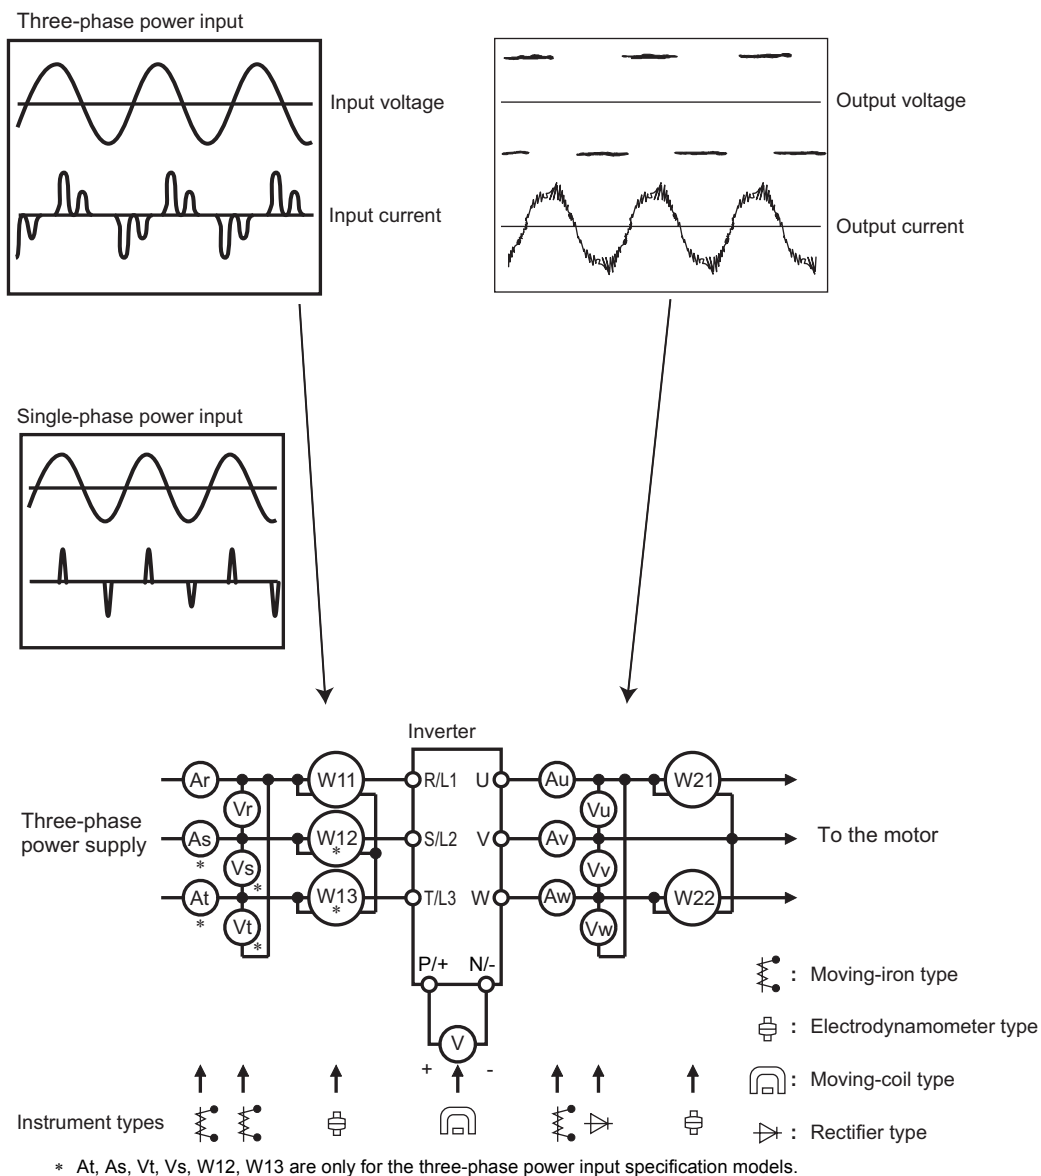 Three-phase power input
Input voltage
Input current
Output voltage
Output current
Single-phase power input
Inverter
Ar
W11
R/L1
U
Au
W21
Vr
Vu
Three-phase
power supply
As
*
W12
*
S/L2
V
Av
To the motor
Vs
*
Vv
At
*
W13
*
T/L3
W
Aw
W22
Vt
*
Vw
P/+
N/-
V
+
-
: Moving-iron type
: Electrodynamometer type
: Moving-coil type
: Rectifier type
Instrument types
* At, As, Vt, Vs, W12, W13 are only for the three-phase power input specification models.